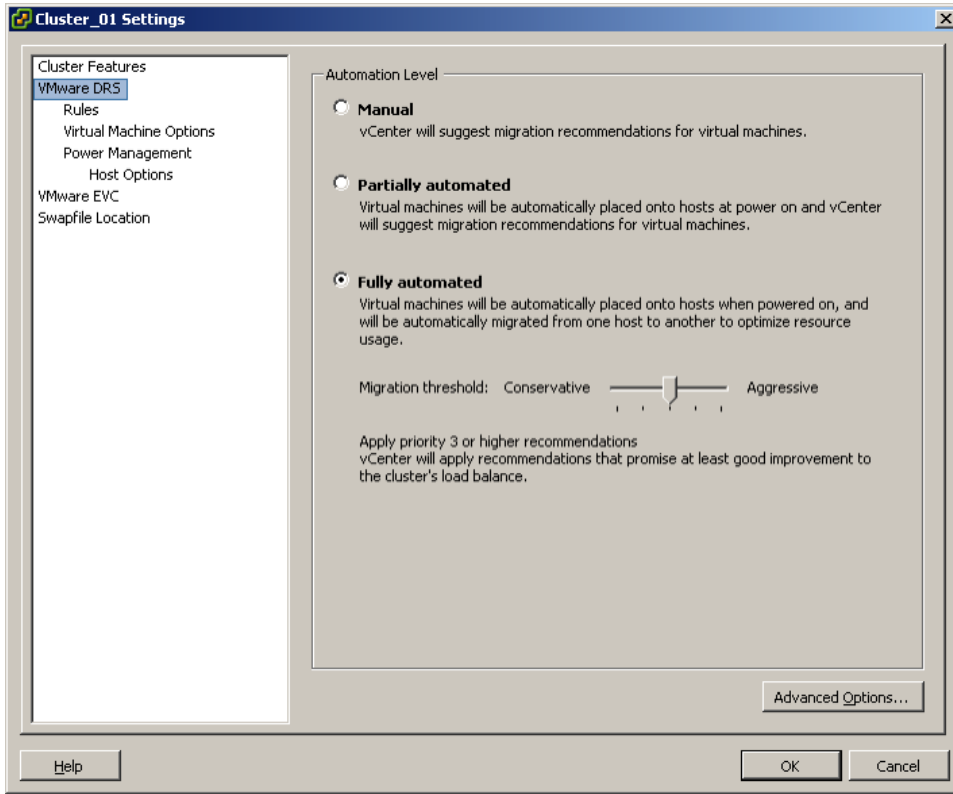 Cluster_01 Settings
Cluster Features
VMware DRS
Rules
Virtual Machine Options
Power Management
Host Options
VMware EVC
Swapfile Location
Automation Level
Manual
vCenter will suggest migration recommendations for virtual machines.
Partially automated
Virtual machines will be automatically placed onto hosts at power on and vCenter
will suggest migration recommendations for virtual machines.
Fully automated
Virtual machines will be automatically placed onto hosts when powered on, and
will be automatically migrated from one host to another to optimize resource
usage.
Migration threshold: Conservative Aggressive
Apply priority 3 or higher recommendations
vCenter will apply recommendations that promise at least good improvement to
the cluster's load balance.
Advanced Options...
Help OK Cancel